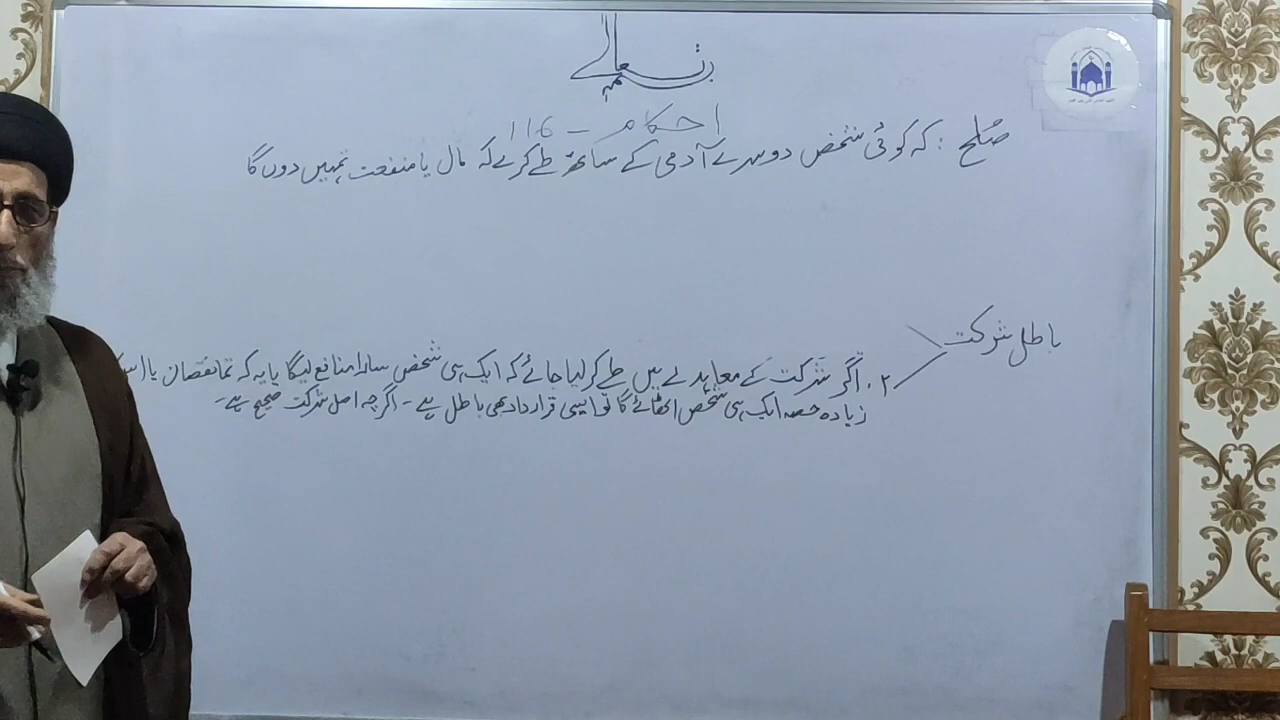 بسمہ تعالیٰ
احکام - 116
صُلح : کہ کوئی شخص دوسرے آدمی کے ساتھ طے کرے کہ مال یا منفعت تمہیں دوں گا
باطل شرکت
۲. اگر شرکت کے معاہدے میں طے کر لیا جائے کہ ایک ہی شخص سارا منافع لیگا یا یہ کہ تمام نقصان یا اس
زیادہ حصہ ایک ہی شخص اٹھائے گا تو ایسی قرارداد بھی باطل ہے - اگرچہ اصل شرکت صحیح ہے -